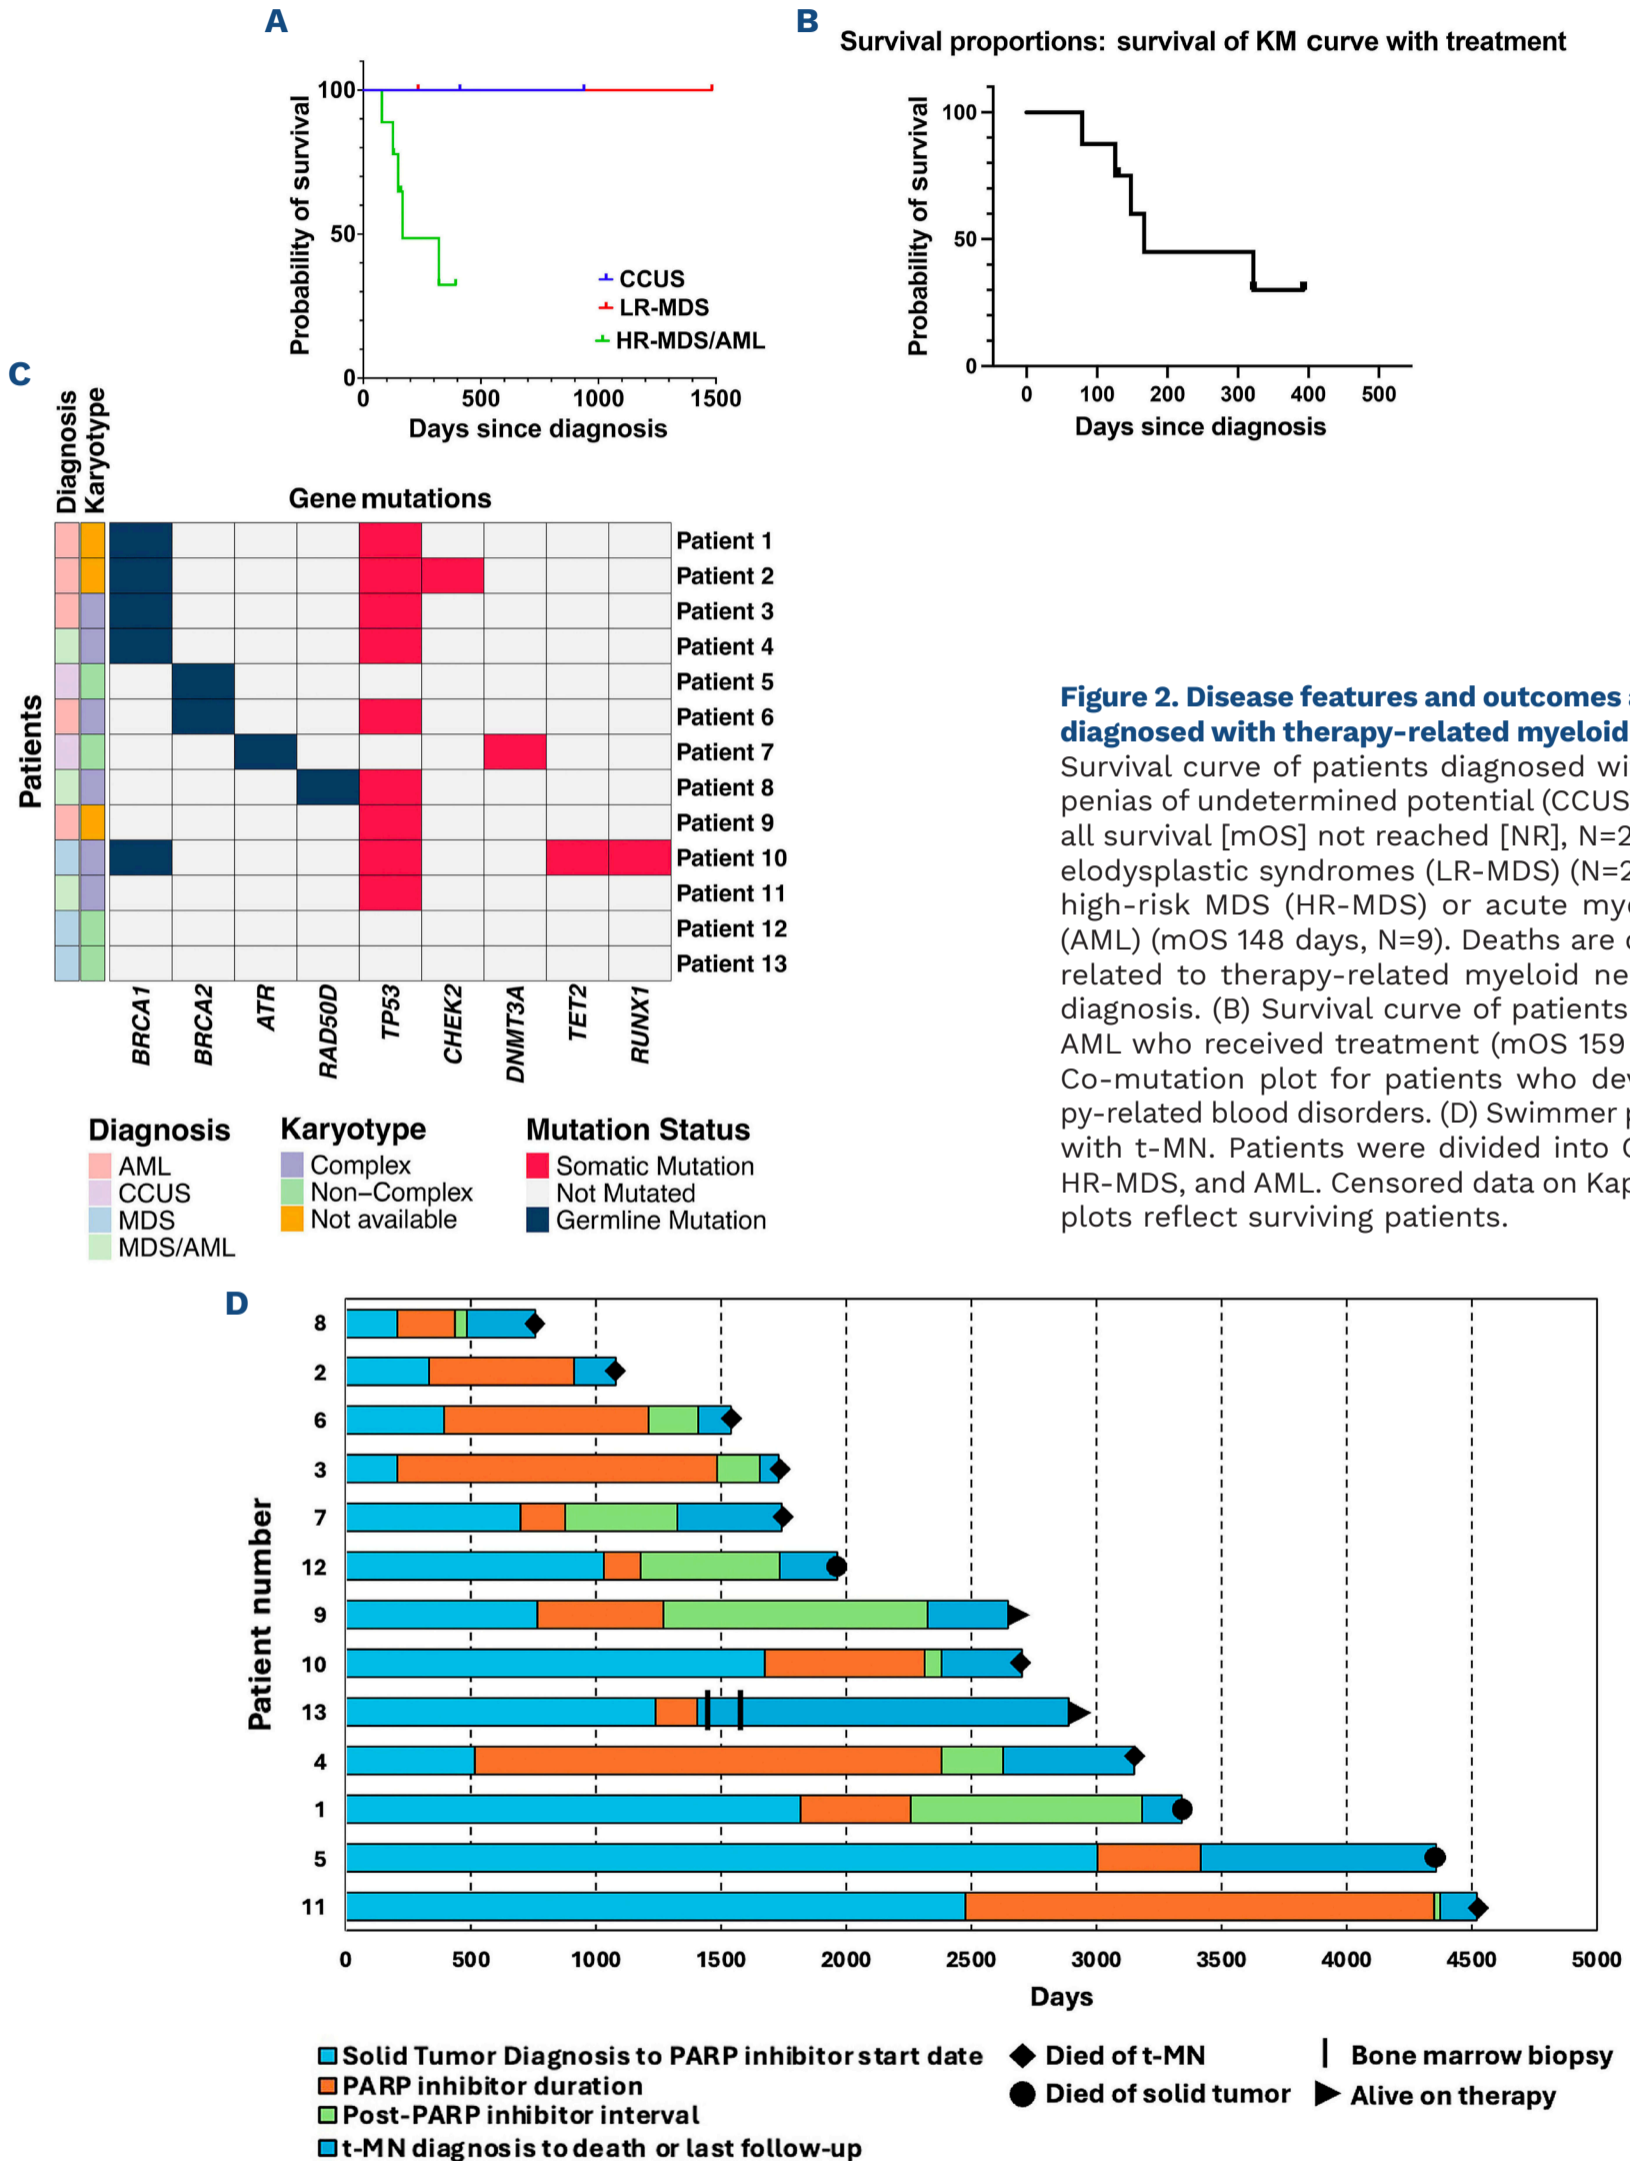 A
B
Survival proportions: survival of KM curve with treatment
Probability of survival
100
50
0
0 500 1000 1500
Days since diagnosis
CCUS
LR-MDS
HR-MDS/AML
Probability of survival
100
50
0
0 100 200 300 400 500
Days since diagnosis
C
Diagnosis
Karyotype
Gene mutations
Patients
Patient 1
Patient 2
Patient 3
Patient 4
Patient 5
Patient 6
Patient 7
Patient 8
Patient 9
Patient 10
Patient 11
Patient 12
Patient 13
BRCA1 BRCA2 ATR RAD50D TP53 CHEK2 DNMT3A TET2 RUNX1
Diagnosis
AML
CCUS
MDS
MDS/AML
Karyotype
Complex
Non-Complex
Not available
Mutation Status
Somatic Mutation
Not Mutated
Germline Mutation
Figure 2. Disease features and outcomes
diagnosed with therapy-related myeloid
Survival curve of patients diagnosed wi
penias of undetermined potential (CCUS
all survival [mOS] not reached [NR], N=2
elodysplastic syndromes (LR-MDS) (N=2
high-risk MDS (HR-MDS) or acute mye
(AML) (mOS 148 days, N=9). Deaths are
related to therapy-related myeloid ne
diagnosis. (B) Survival curve of patients
AML who received treatment (mOS 159
Co-mutation plot for patients who dev
py-related blood disorders. (D) Swimmer
with t-MN. Patients were divided into
HR-MDS, and AML. Censored data on Kap
plots reflect surviving patients.
D
Patient number
8
2
6
3
7
12
9
10
13
4
1
5
11
0 500 1000 1500 2000 2500 3000 3500 4000 4500 5000
Days
Solid Tumor Diagnosis to PARP inhibitor start date
PARP inhibitor duration
Post-PARP inhibitor interval
t-MN diagnosis to death or last follow-up
Died of t-MN
Died of solid tumor
Bone marrow biopsy
Alive on therapy